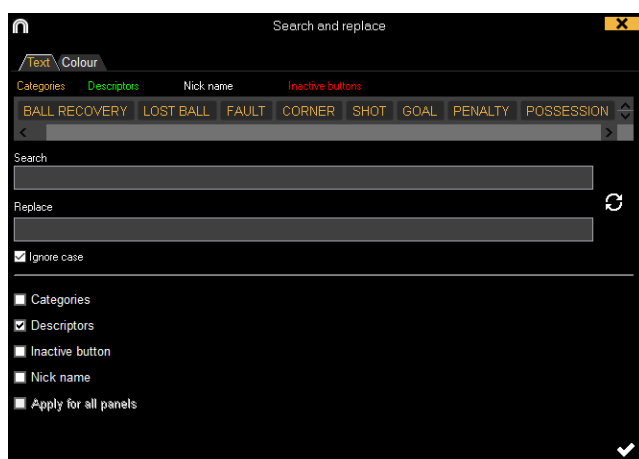 Search and replace
Text Colour
Categories Descriptors Nick name Inactive buttons
BALL RECOVERY LOST BALL FAULT CORNER SHOT GOAL PENALTY POSSESSION
Search
Replace
Ignore case
Categories
Descriptors
Inactive button
Nick name
Apply for all panels